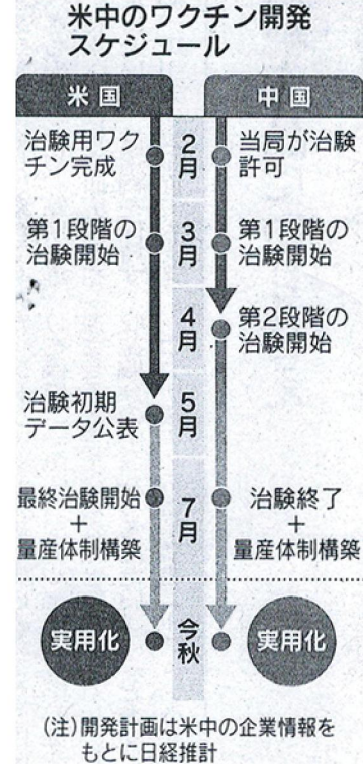 米中のワクチン開発
スケジュール
米国
中国
2月
治験用ワク
チン完成
当局が治験
許可
3月
第1段階の
治験開始
第1段階の
治験開始
4月
第2段階の
治験開始
5月
治験初期
データ公表
7月
最終治験開始
+
量産体制構築
治験終了
+
量産体制構築
今秋
実用化
実用化
(注)開発計画は米中の企業情報を
もとに日経推計